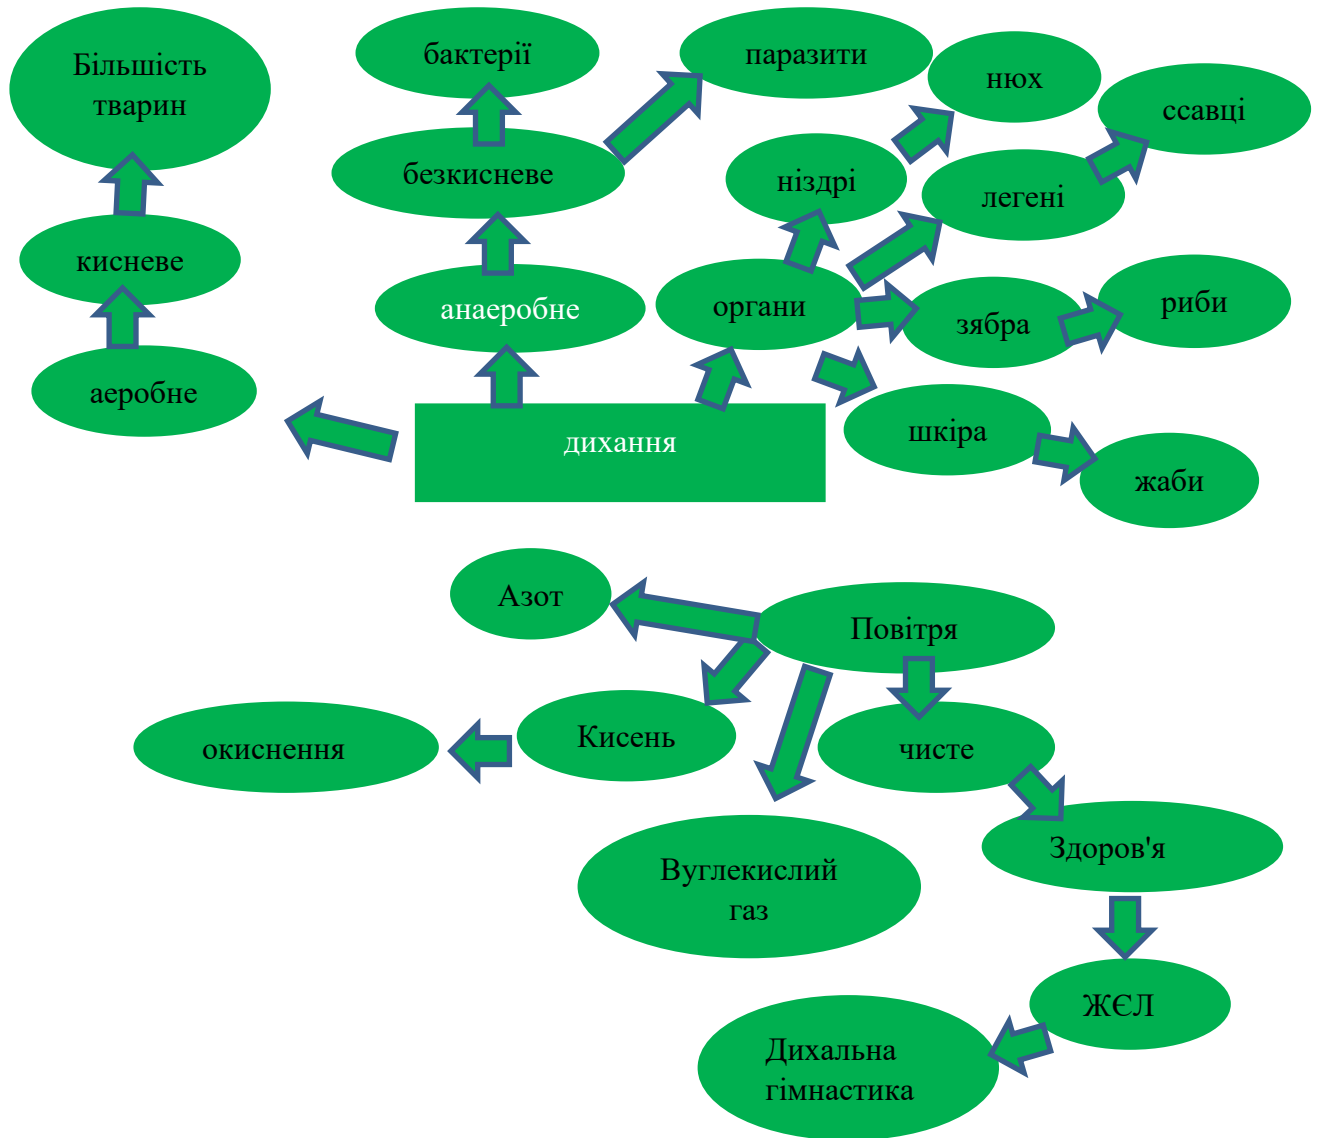 Більшість
тварин
бактерії
паразити
нюх
ссавці
безкисневе
ніздрі
легені
кисневе
анаеробне
органи
зябра
риби
аеробне
дихання
шкіра
жаби
Азот
Повітря
окиснення
Кисень
чисте
Вуглекислий
газ
Здоров'я
ЖЄЛ
Дихальна
гімнастика